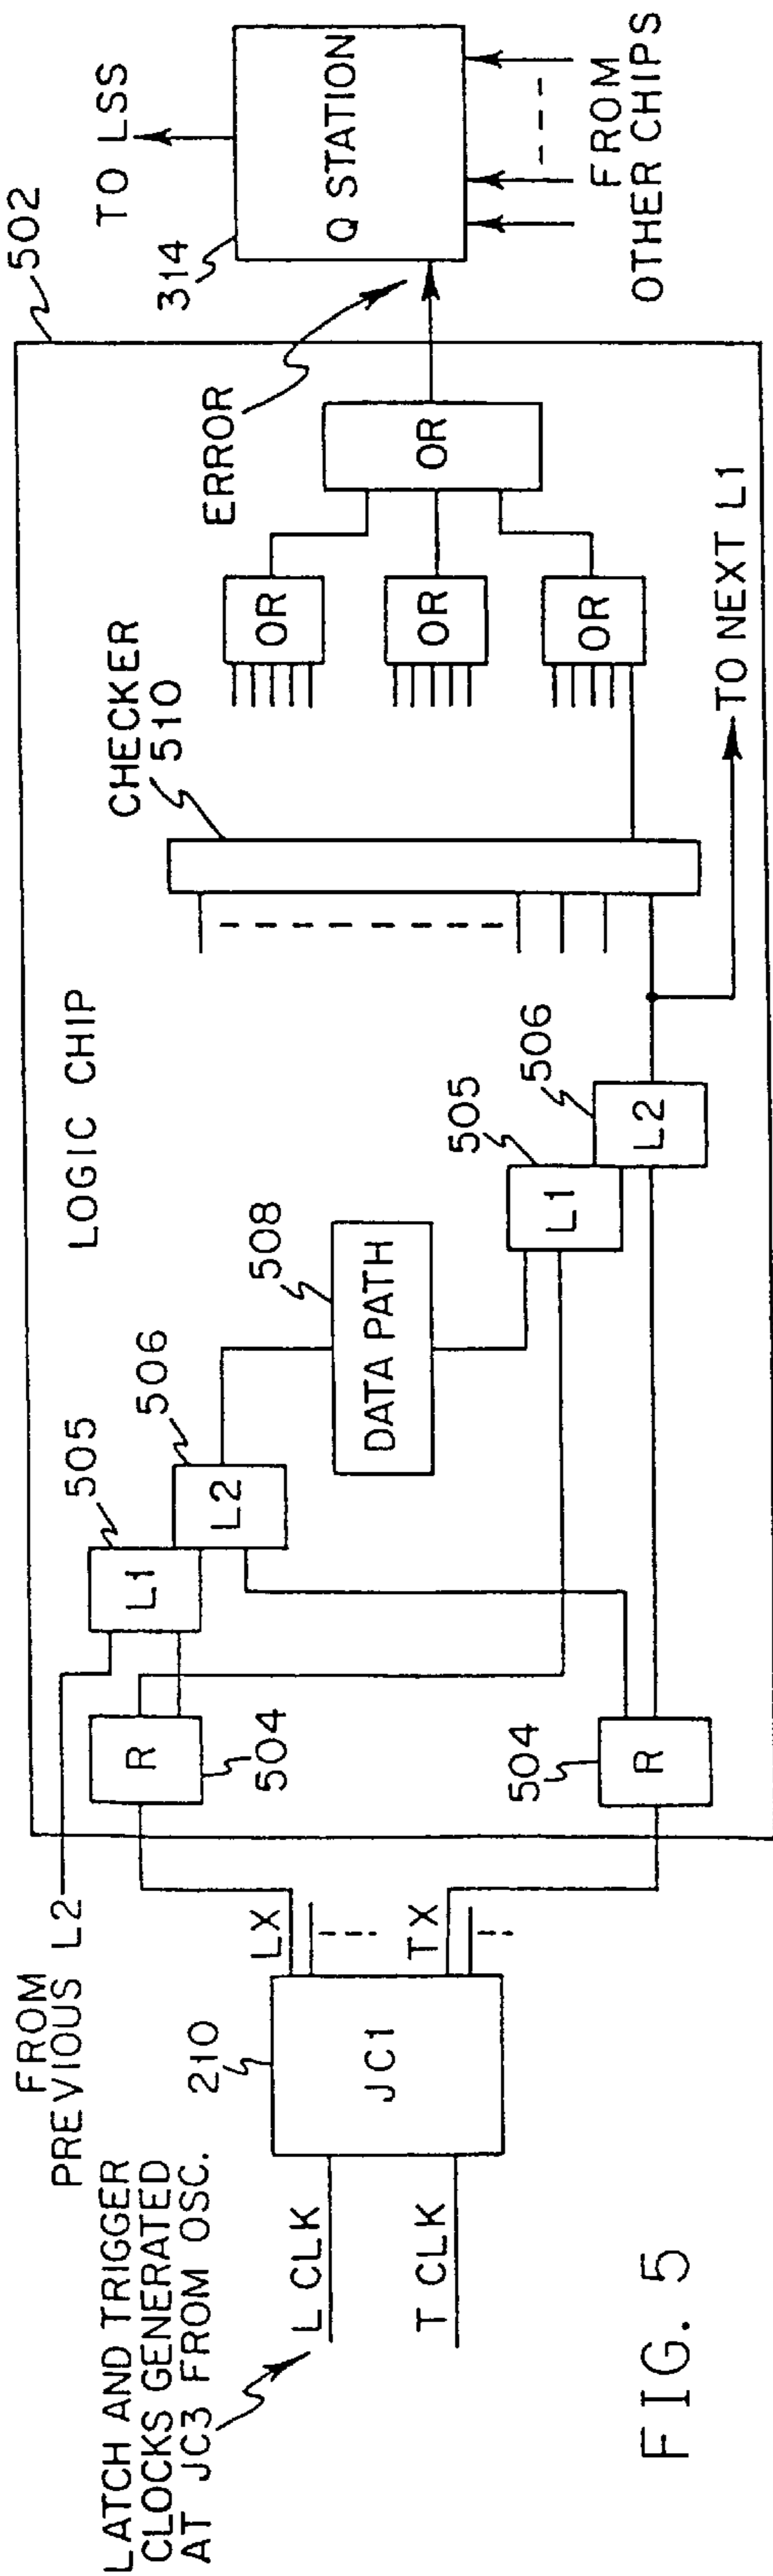 LATCH AND TRIGGER
CLOCKS GENERATED
AT JC3 FROM OSC.
L CLK
T CLK
FROM
PREVIOUS L2
210
JC1
LX
TX
LOGIC CHIP
502
R
504
R
504
L1
505
L2
506
508
DATA PATH
L1
505
L2
506
TO NEXT L1
CHECKER
510
OR
OR
OR
OR
ERROR
314
Q STATION
TO LSS
FROM
OTHER CHIPS
FIG. 5